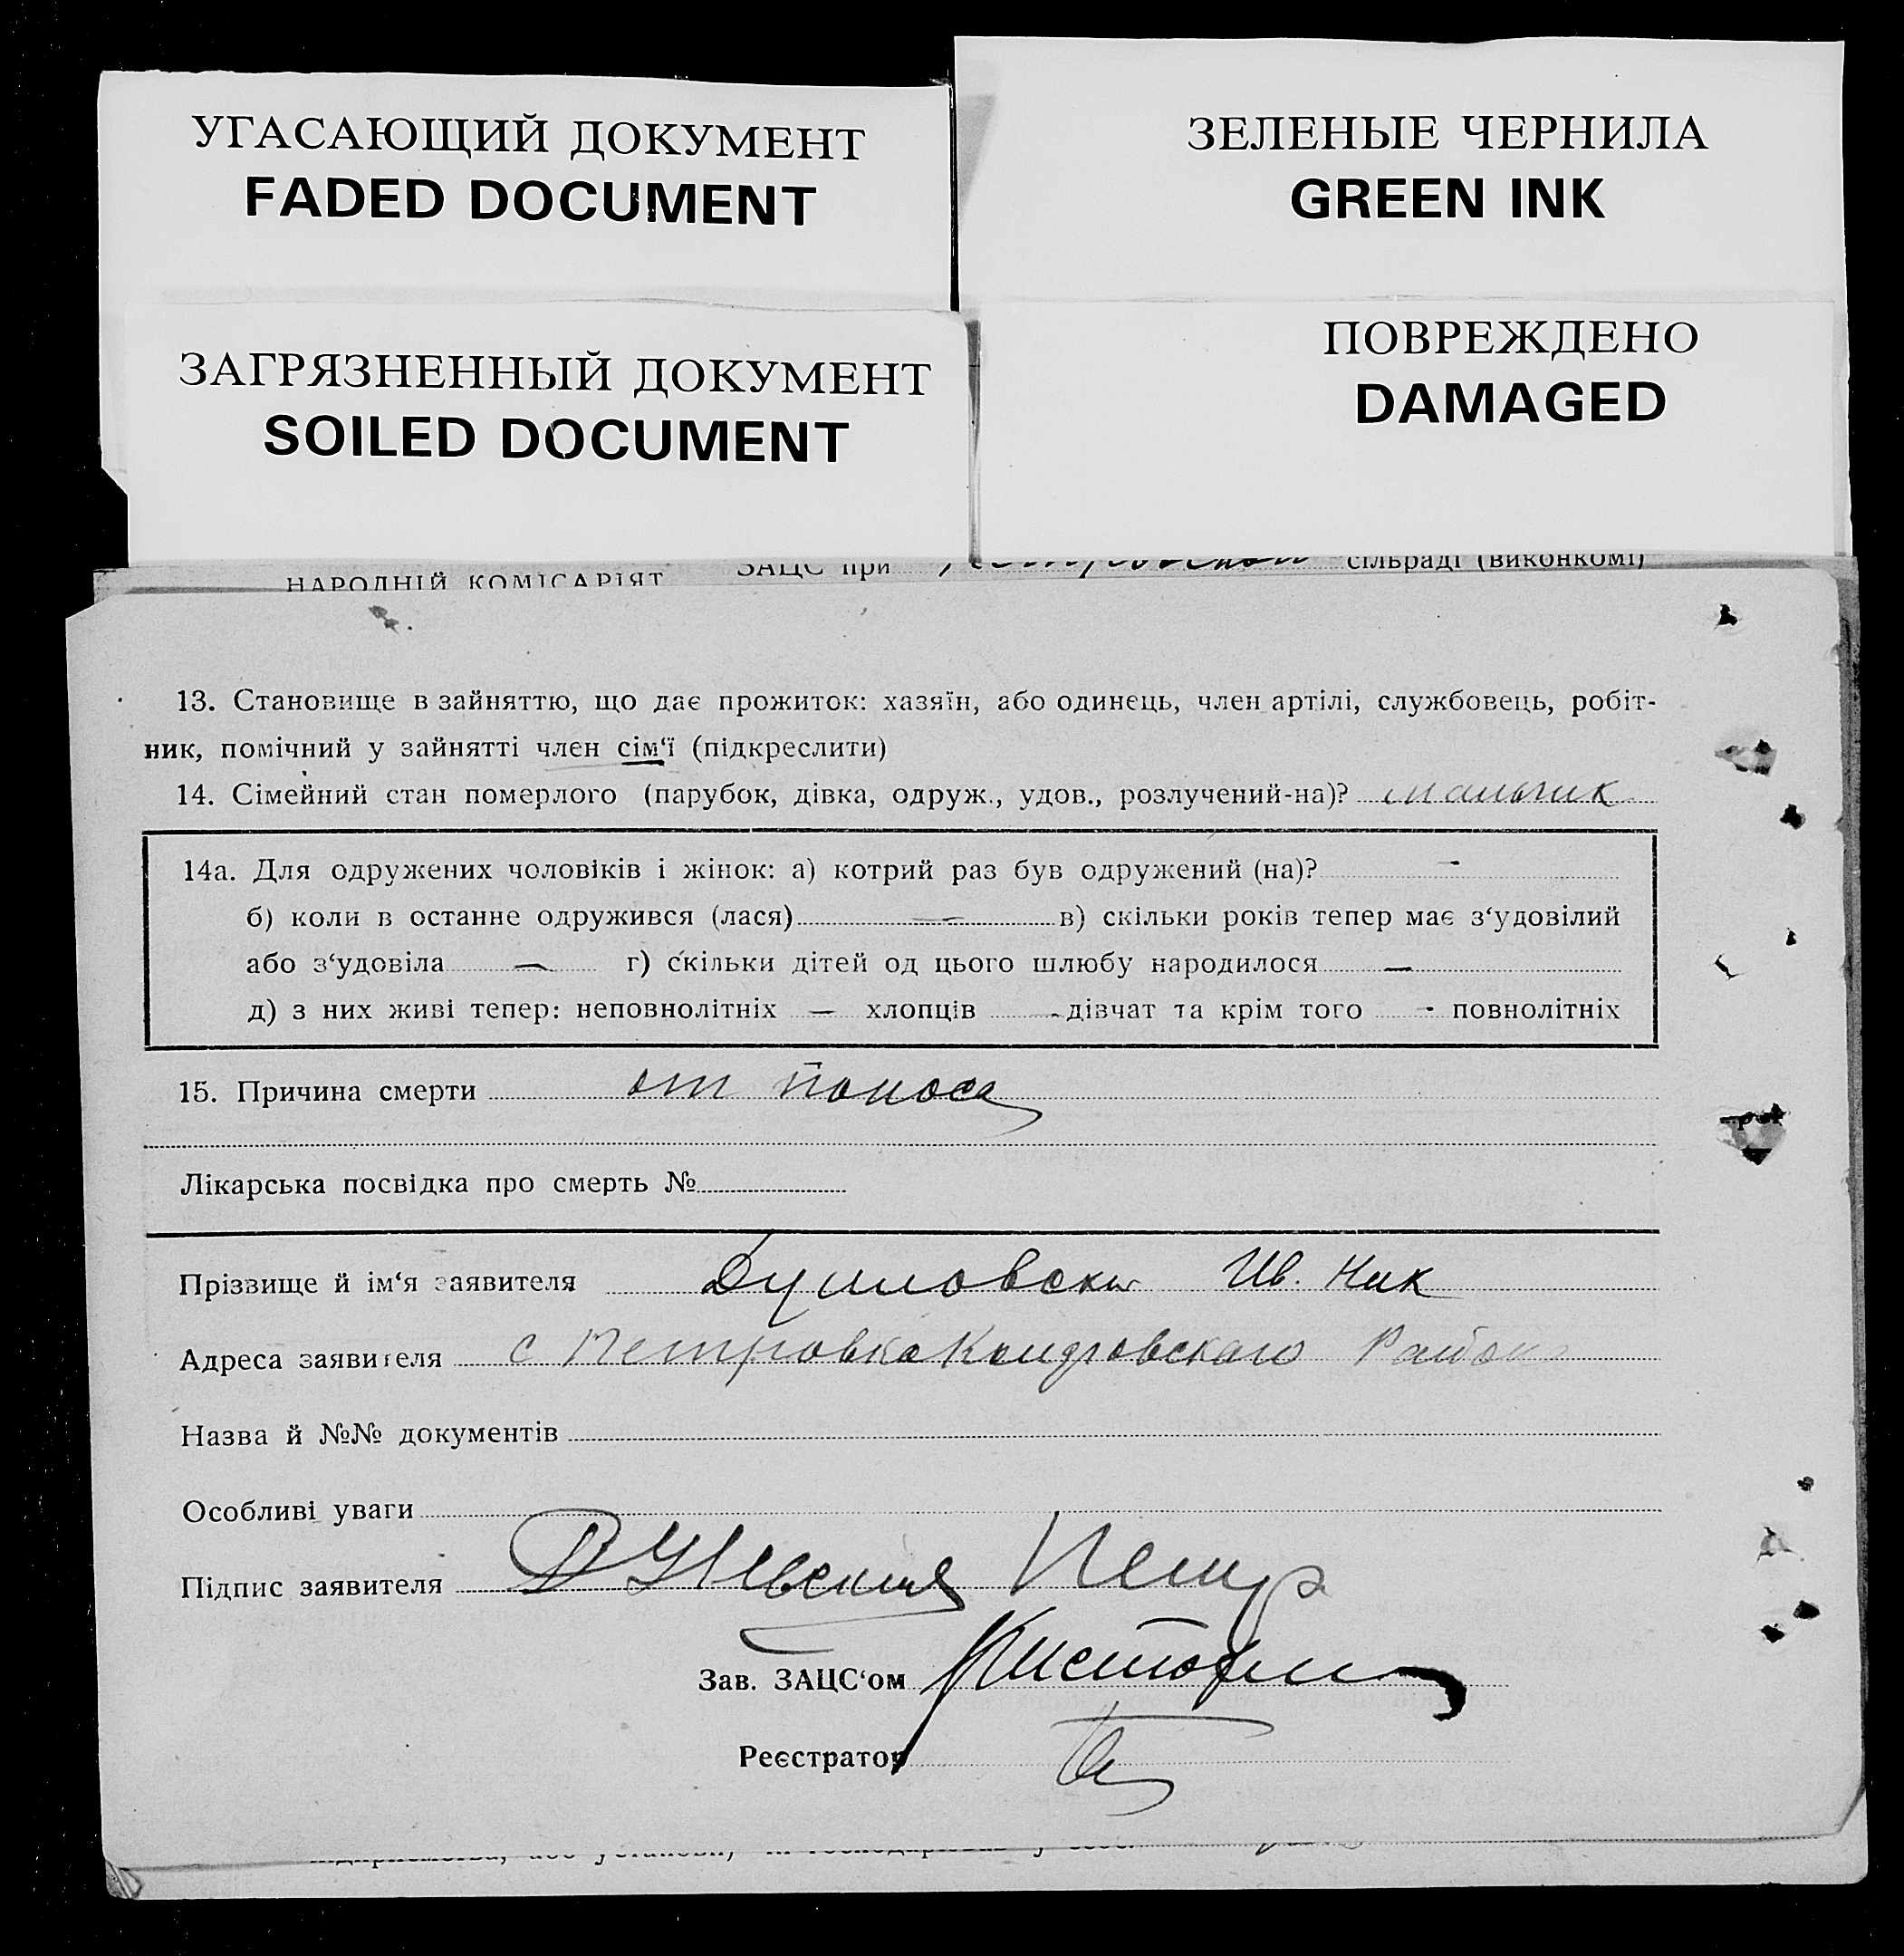 УГАСАЮЩИЙ ДОКУМЕНТ
FADED DOCUMENT
ЗЕЛЕНЫЕ ЧЕРНИЛА
GREEN INK
ЗАГРЯЗНЕННЫЙ ДОКУМЕНТ
SOILED DOCUMENT
ПОВРЕЖДЕНО
DAMAGED
НАРОДНІЙ КОМІСАРІЯТ ЗАЦС при сільраді (виконкомі)
13. Становище в зайняттю, що дає прожиток: хазяїн, або одинець, член артілі, службовець, робіт-
ник, помічний у зайнятті член сім‘ї (підкреслити)
14. Сімейний стан померлого (парубок, дівка, одруж., удов., розлучений-на)? мальчик
14а. Для одружених чоловіків і жінок: а) котрий раз був одружений (на)? —
б) коли в останне одружився (лася) — в) скільки років тепер має з‘удовілий
або з‘удовіла — г) скільки дітей од цього шлюбу народилося —
д) з них живі тепер: неповнолітніх — хлопців - дівчат та крім того - повнолітніх
15. Причина смерти от поноса
Лікарська посвідка про смерть №
Прізвище й ім‘я заявителя Ив. Ник
Адреса заявителя с Петровка Район
Назва й №№ документів
Особливі уваги
Підпис заявителя Петр
Зав. ЗАЦС‘ом
Реєстратор